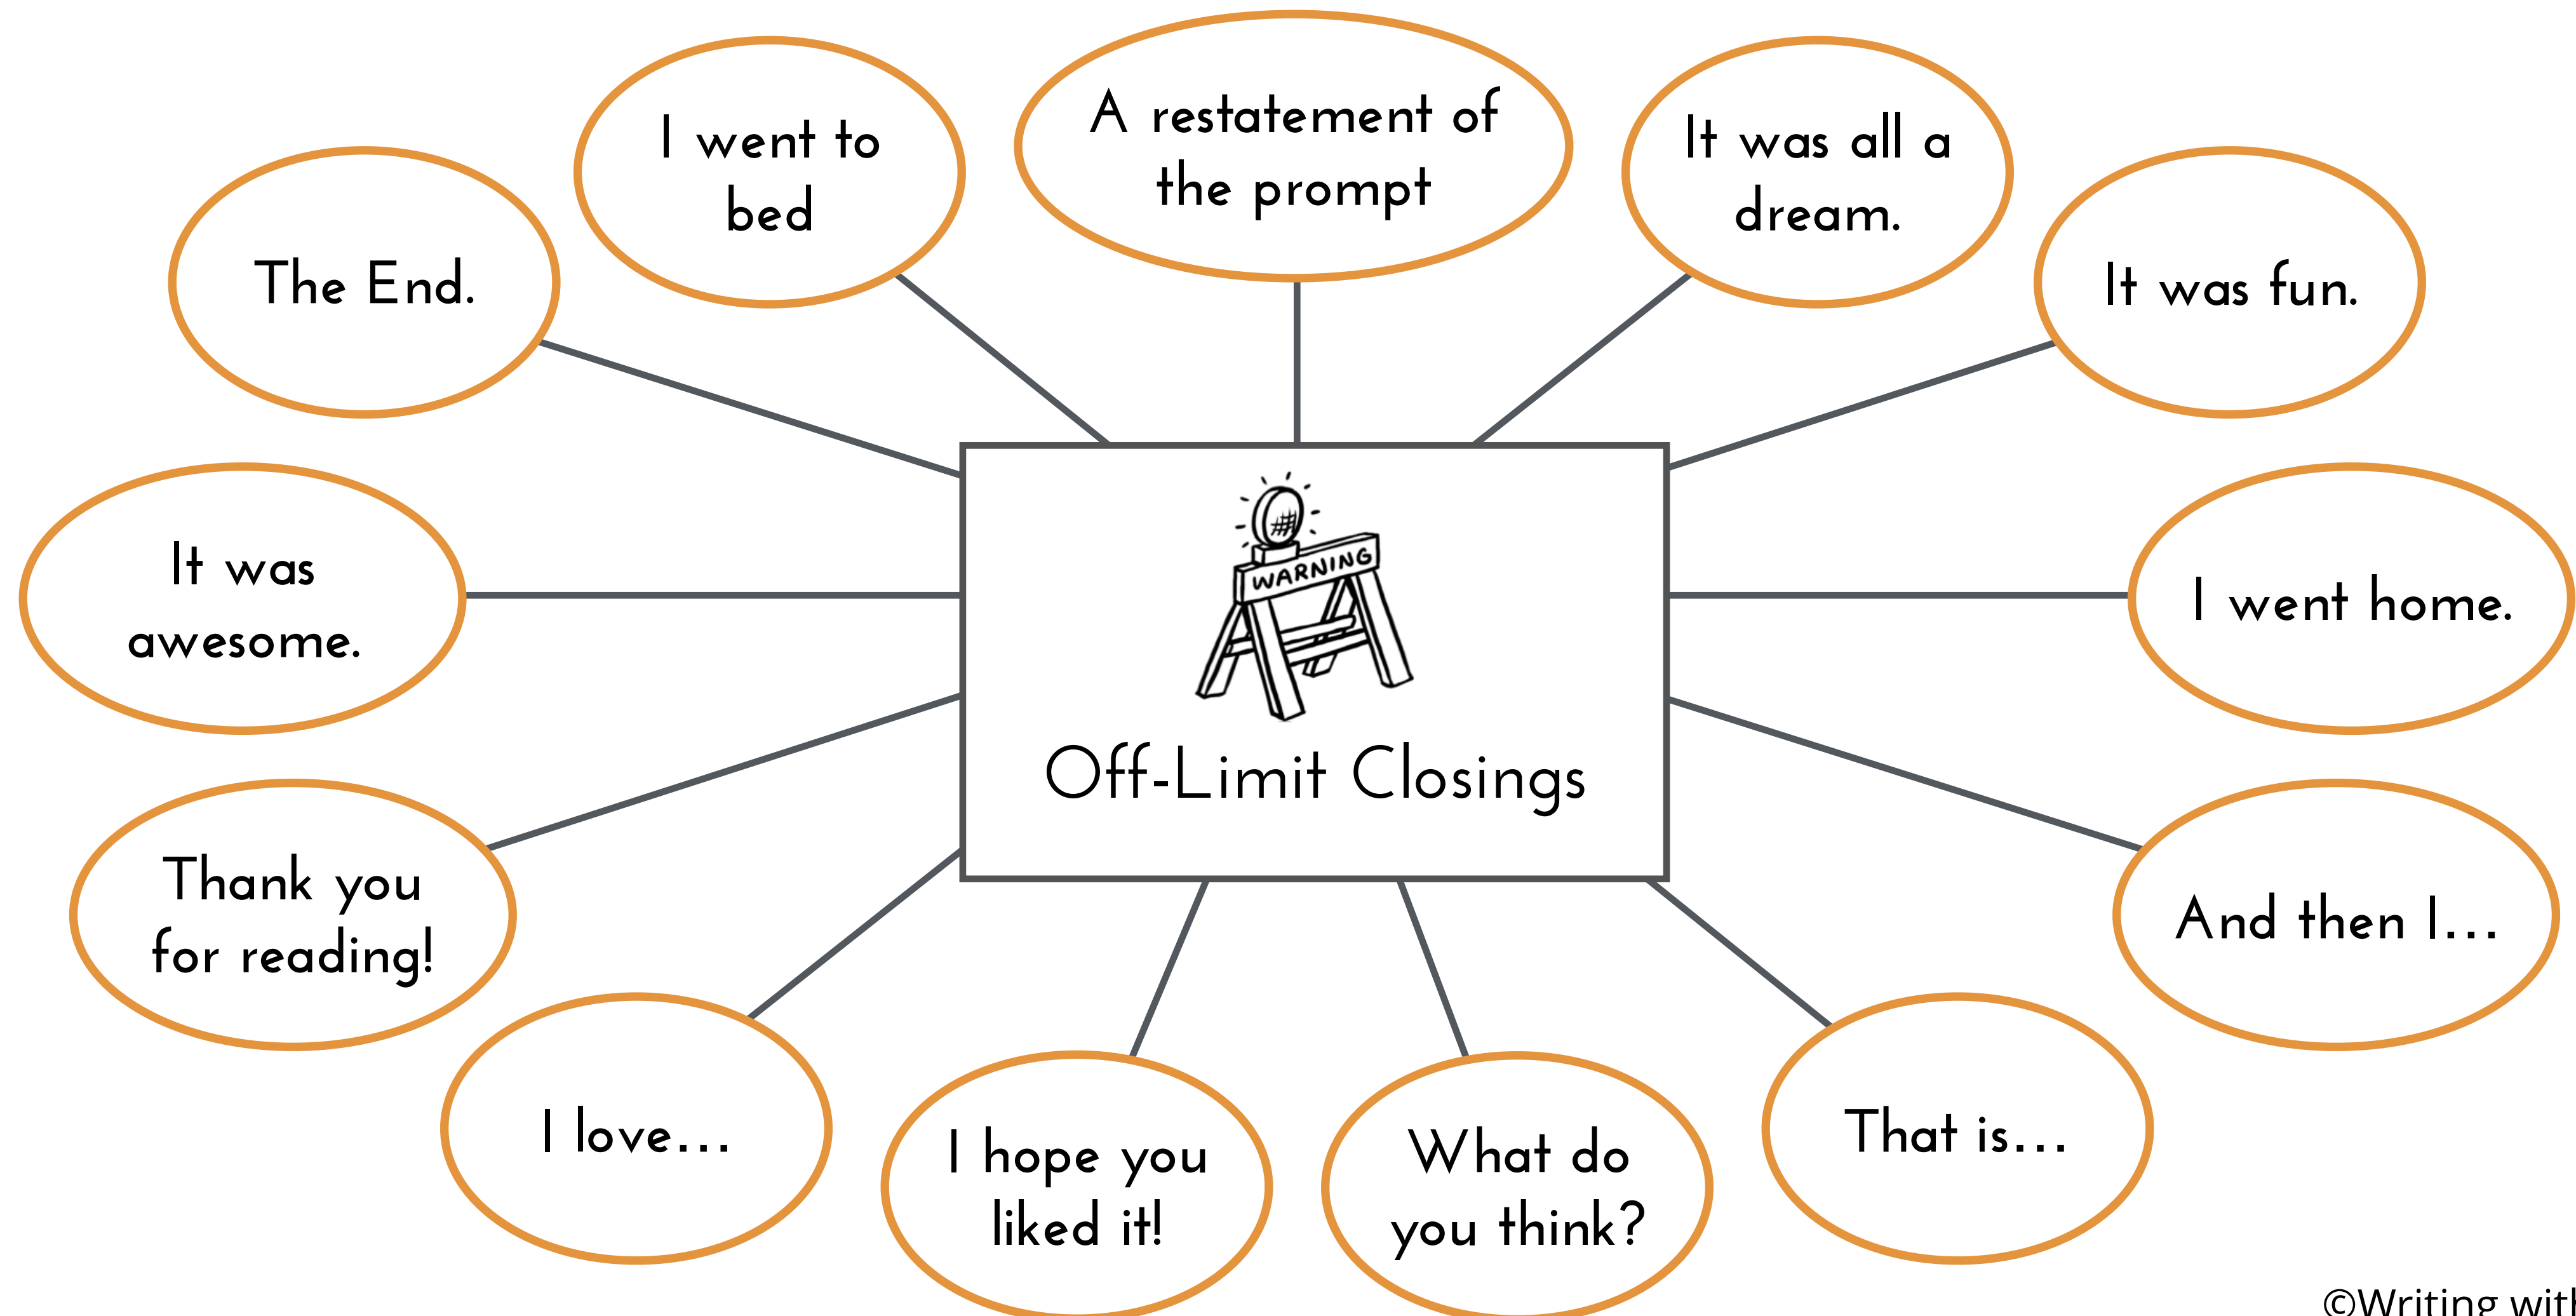 A restatement of
the prompt
I went to
bed
It was all a
dream.
The End.
It was fun.
WARNING
Off-Limit Closings
It was
awesome.
I went home.
Thank you
for reading!
And then I...
I love...
I hope you
liked it!
What do
you think?
That is...
©Writing